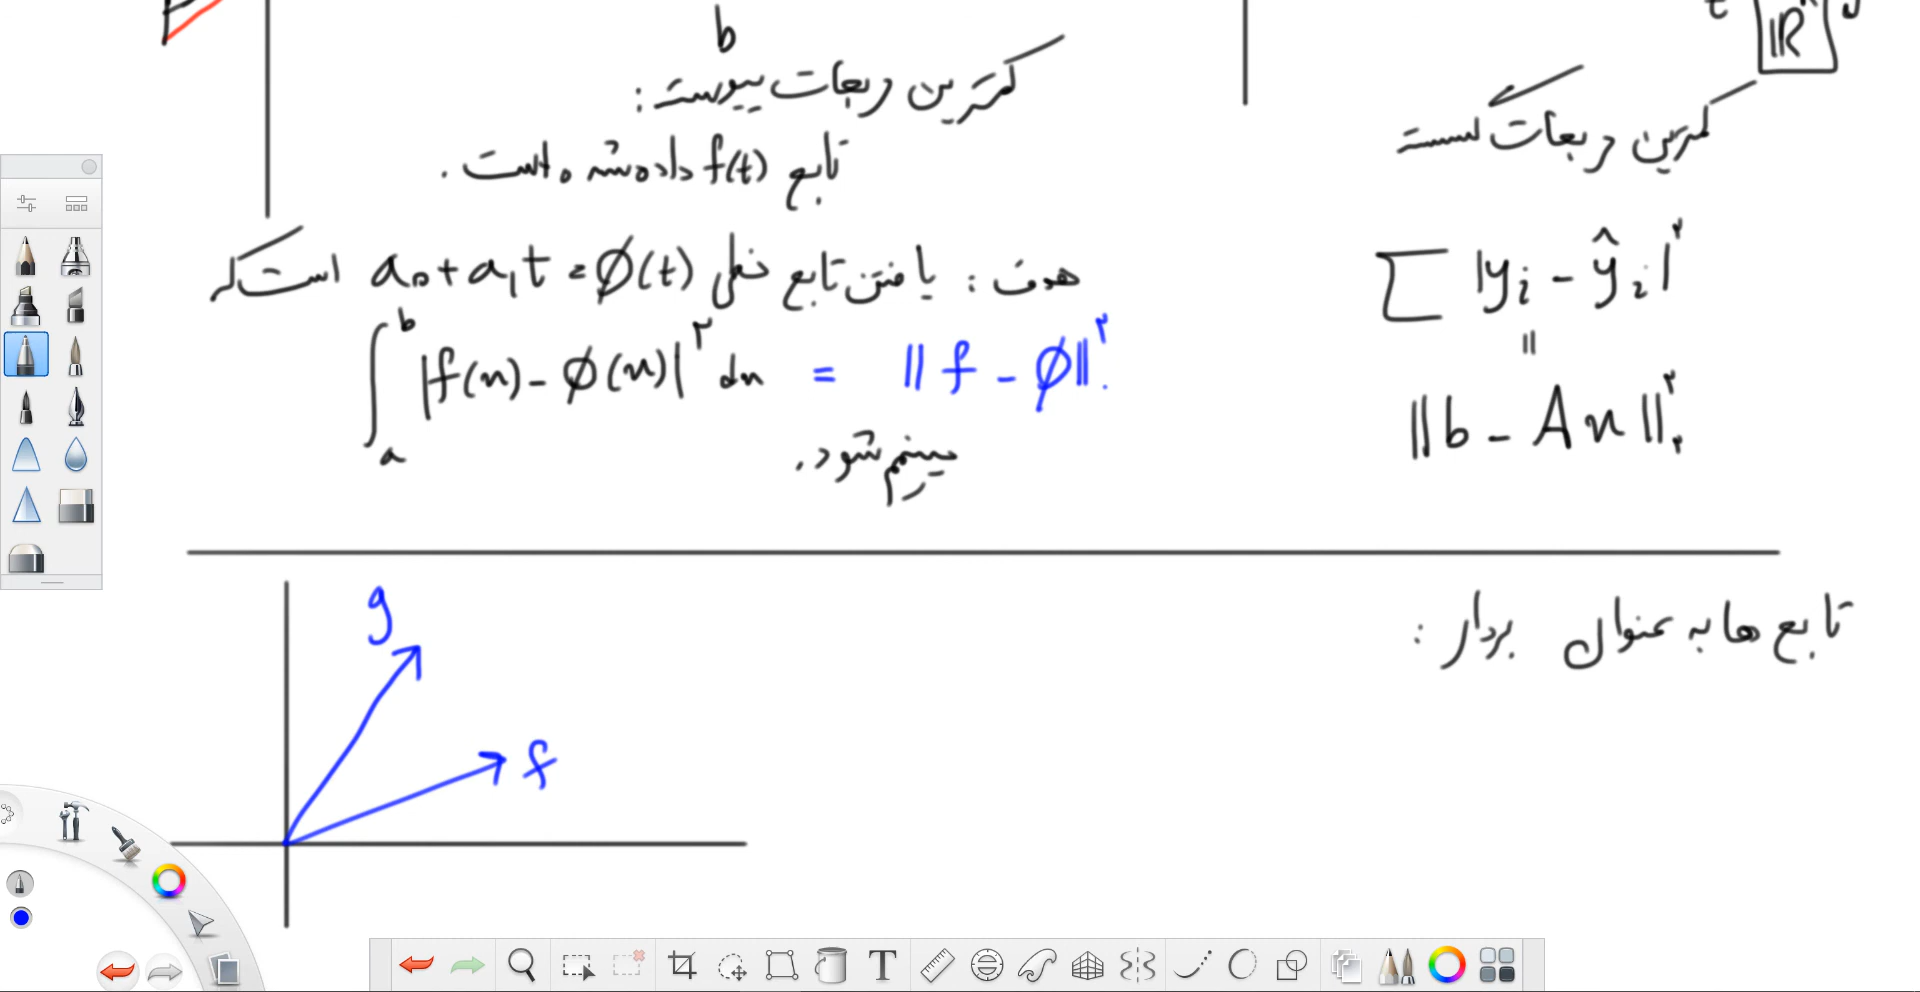 t ℝⁿ
b
کمترین مربعات پیوسته :
تابع f(t) داده شده است .
هدف : یافتن تابع خطی a₀ + a₁t = ϕ(t) است که
∫ₐᵇ |f(x) - ϕ(x)|² dx = ‖f - ϕ‖².
مینیمم شود.
کمترین مربعات گسسته
∑ |yᵢ - ŷᵢ|²
=
‖b - Ax‖₂²
تابع ها به عنوان بردار :
g
f
T